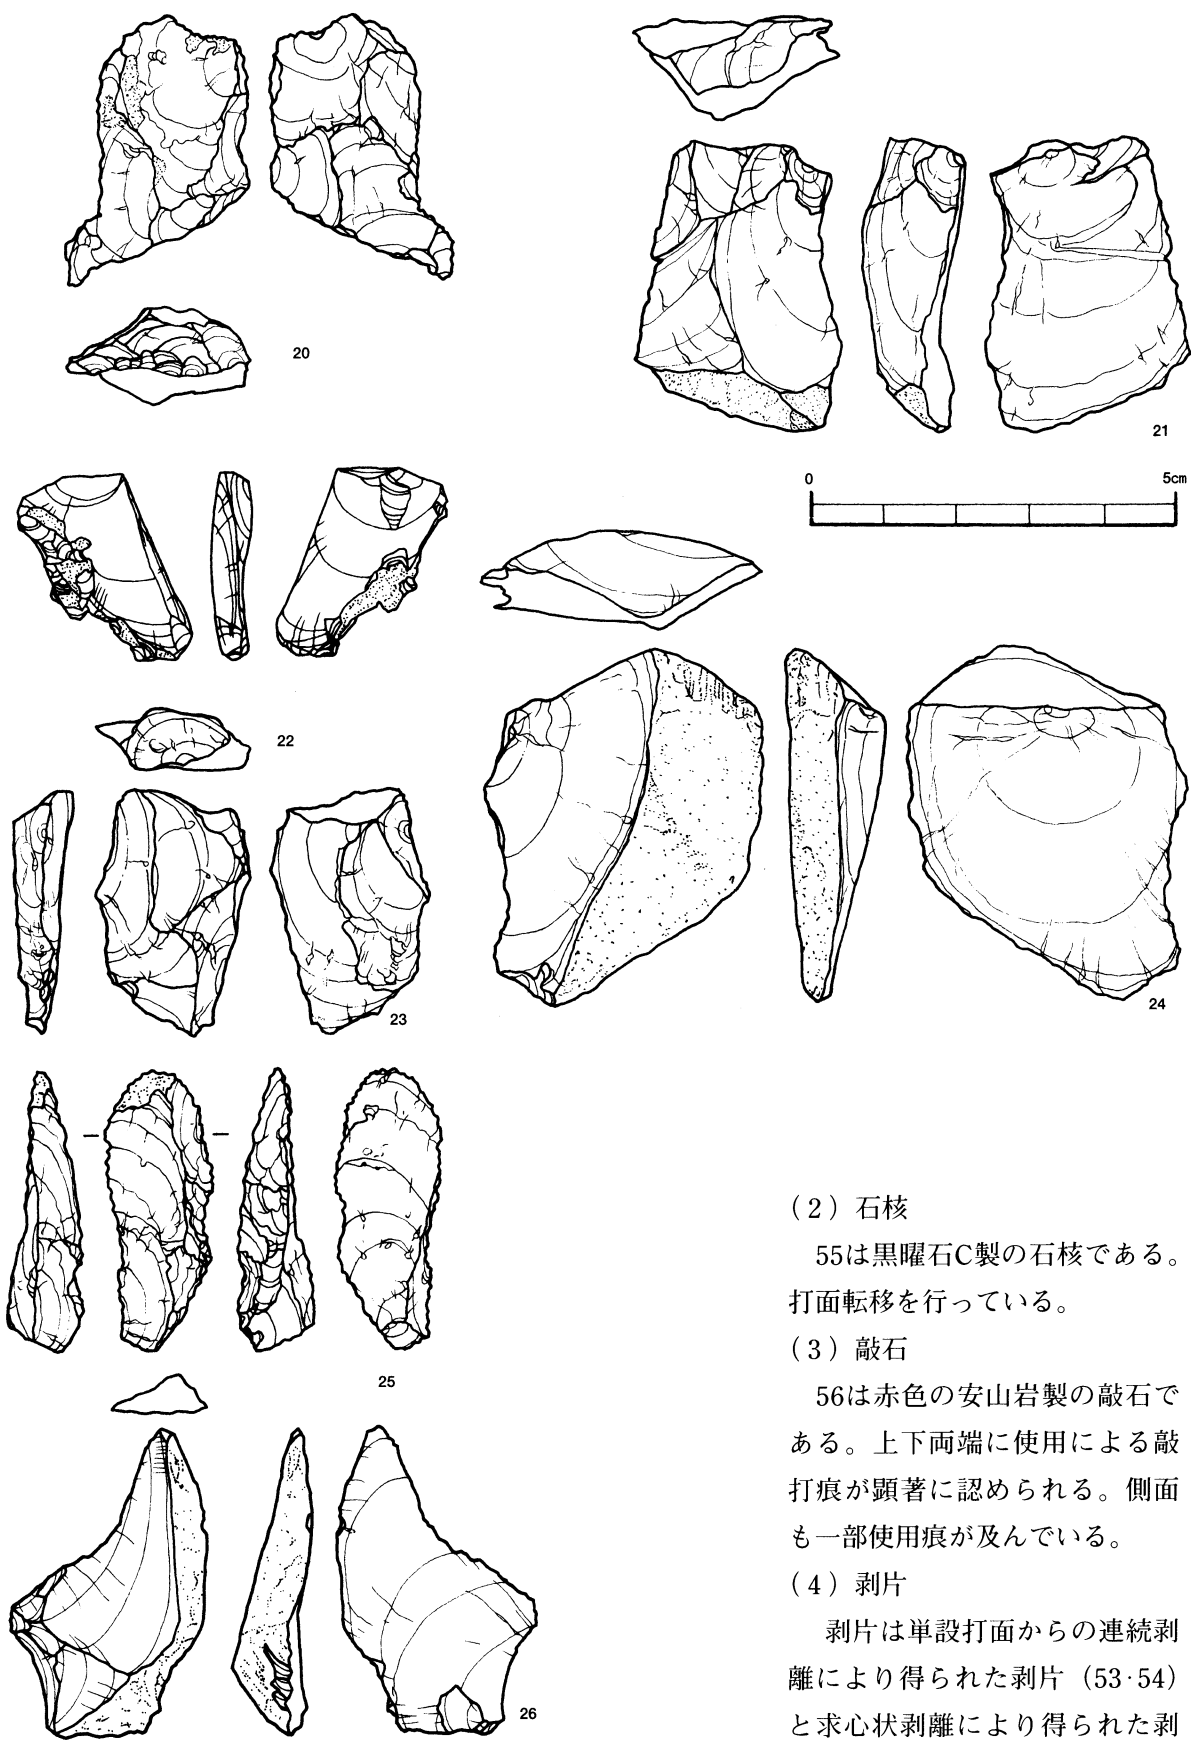 20
21
0 5cm
22
23
24
25
26
（2）石核
55は黒曜石C製の石核である。
打面転移を行っている。
（3）敲石
56は赤色の安山岩製の敲石で
ある。上下両端に使用による敲
打痕が顕著に認められる。側面
も一部使用痕が及んでいる。
（4）剥片
剥片は単設打面からの連続剥
離により得られた剥片（53·54）
と求心状剥離により得られた剥